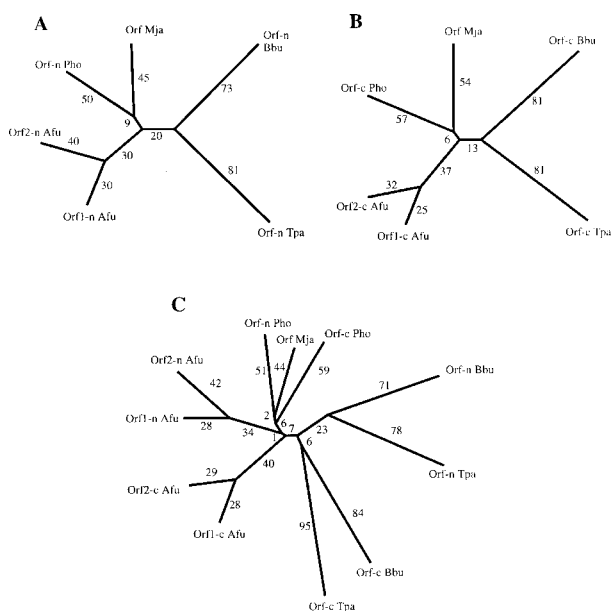 A
Orf Mja
Orf-n
Bbu
Orf-n Pho
45
73
50
9
20
Orf2-n Afu
40
30
30
81
Orf1-n Afu
Orf-n Tpa
B
Orf Mja
Orf-c Bbu
Orf-c Pho
54
81
57
6
13
37
32
81
Orf2-c Afu
25
Orf1-c Afu
Orf-c Tpa
C
Orf-n Pho
Orf Mja
Orf-c Pho
Orf2-n Afu
51
44
59
Orf-n Bbu
42
71
Orf1-n Afu
28
2
6
7
23
34
1
6
78
Orf-n Tpa
40
29
Orf2-c Afu
28
84
95
Orf1-c Afu
Orf-c Bbu
Orf-c Tpa